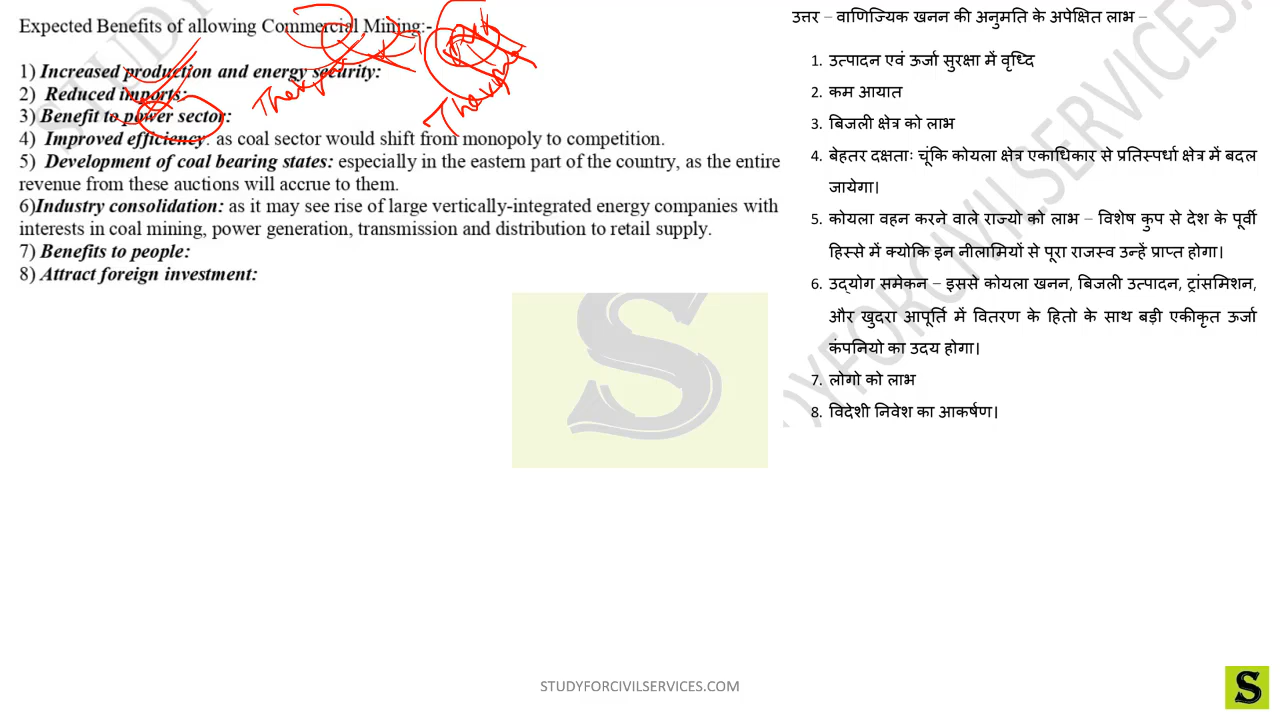 Expected Benefits of allowing Commercial Mining:-
1) Increased production and energy security:
2) Reduced imports:
3) Benefit to power sector:
4) Improved efficiency: as coal sector would shift from monopoly to competition.
5) Development of coal bearing states: especially in the eastern part of the country, as the entire
revenue from these auctions will accrue to them.
6)Industry consolidation: as it may see rise of large vertically-integrated energy companies with
interests in coal mining, power generation, transmission and distribution to retail supply.
7) Benefits to people:
8) Attract foreign investment:
उत्तर – वाणिज्यिक खनन की अनुमति के अपेक्षित लाभ –
1. उत्पादन एवं ऊर्जा सुरक्षा में वृध्दि
2. कम आयात
3. बिजली क्षेत्र को लाभ
4. बेहतर दक्षताः चूंकि कोयला क्षेत्र एकाधिकार से प्रतिस्पर्धा क्षेत्र में बदल
जायेगा।
5. कोयला वहन करने वाले राज्यो को लाभ – विशेष कुप से देश के पूर्वी
हिस्से में क्योकि इन नीलामियों से पूरा राजस्व उन्हें प्राप्त होगा।
6. उद्योग समेकन – इससे कोयला खनन, बिजली उत्पादन, ट्रांसमिशन,
और खुदरा आपूर्ति में वितरण के हितो के साथ बड़ी एकीकृत ऊर्जा
कंपनियो का उदय होगा।
7. लोगो को लाभ
8. विदेशी निवेश का आकर्षण।
S
STUDYFORCIVILSERVICES.COM
S